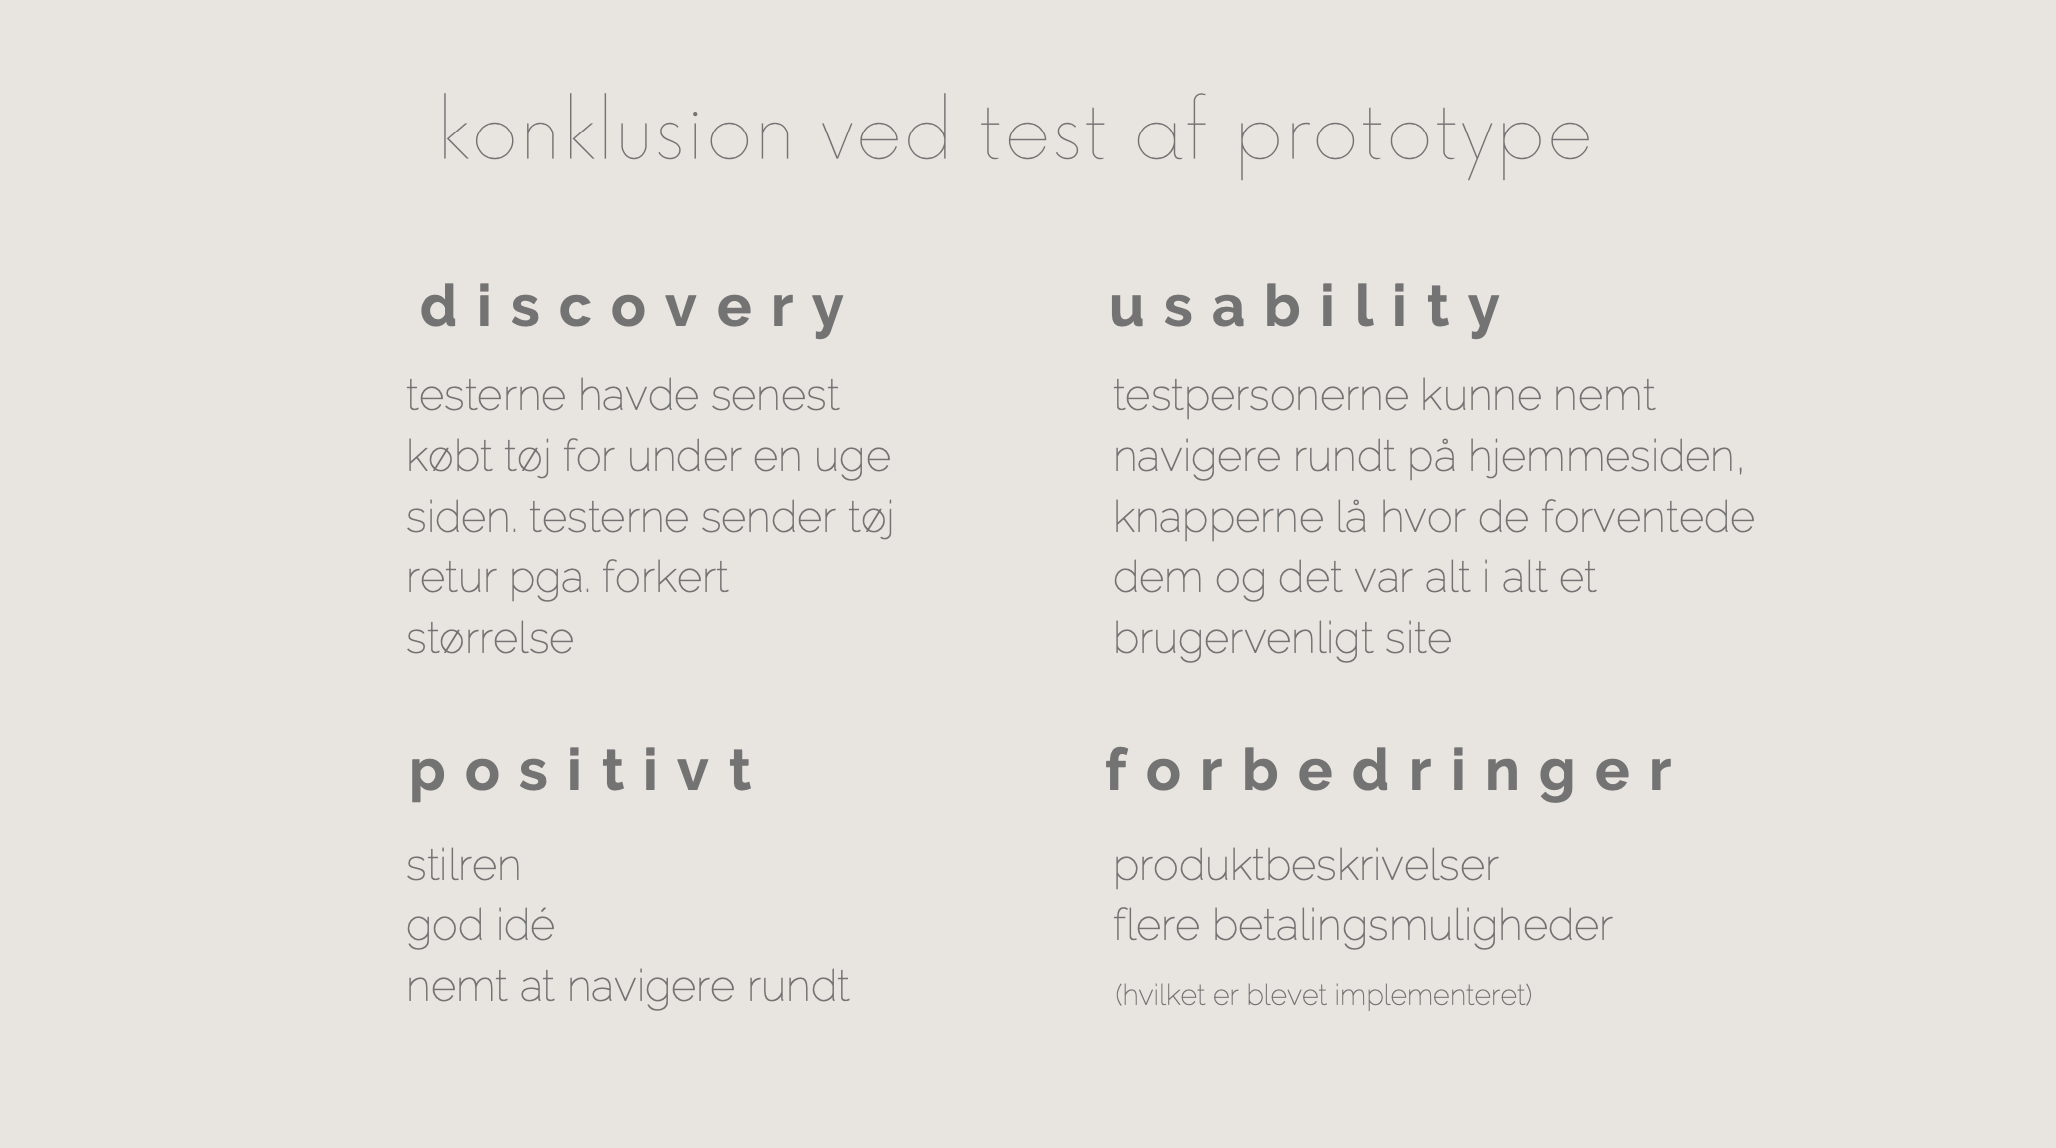 konklusion ved test af prototype
discovery
testerne havde senest
købt tøj for under en uge
siden. testerne sender tøj
retur pga. forkert
størrelse
usability
testpersonerne kunne nemt
navigere rundt på hjemmesiden,
knapperne lå hvor de forventede
dem og det var alt i alt et
brugervenligt site
positivt
stilren
god idé
nemt at navigere rundt
forbedringer
produktbeskrivelser
flere betalingsmuligheder
(hvilket er blevet implementeret)